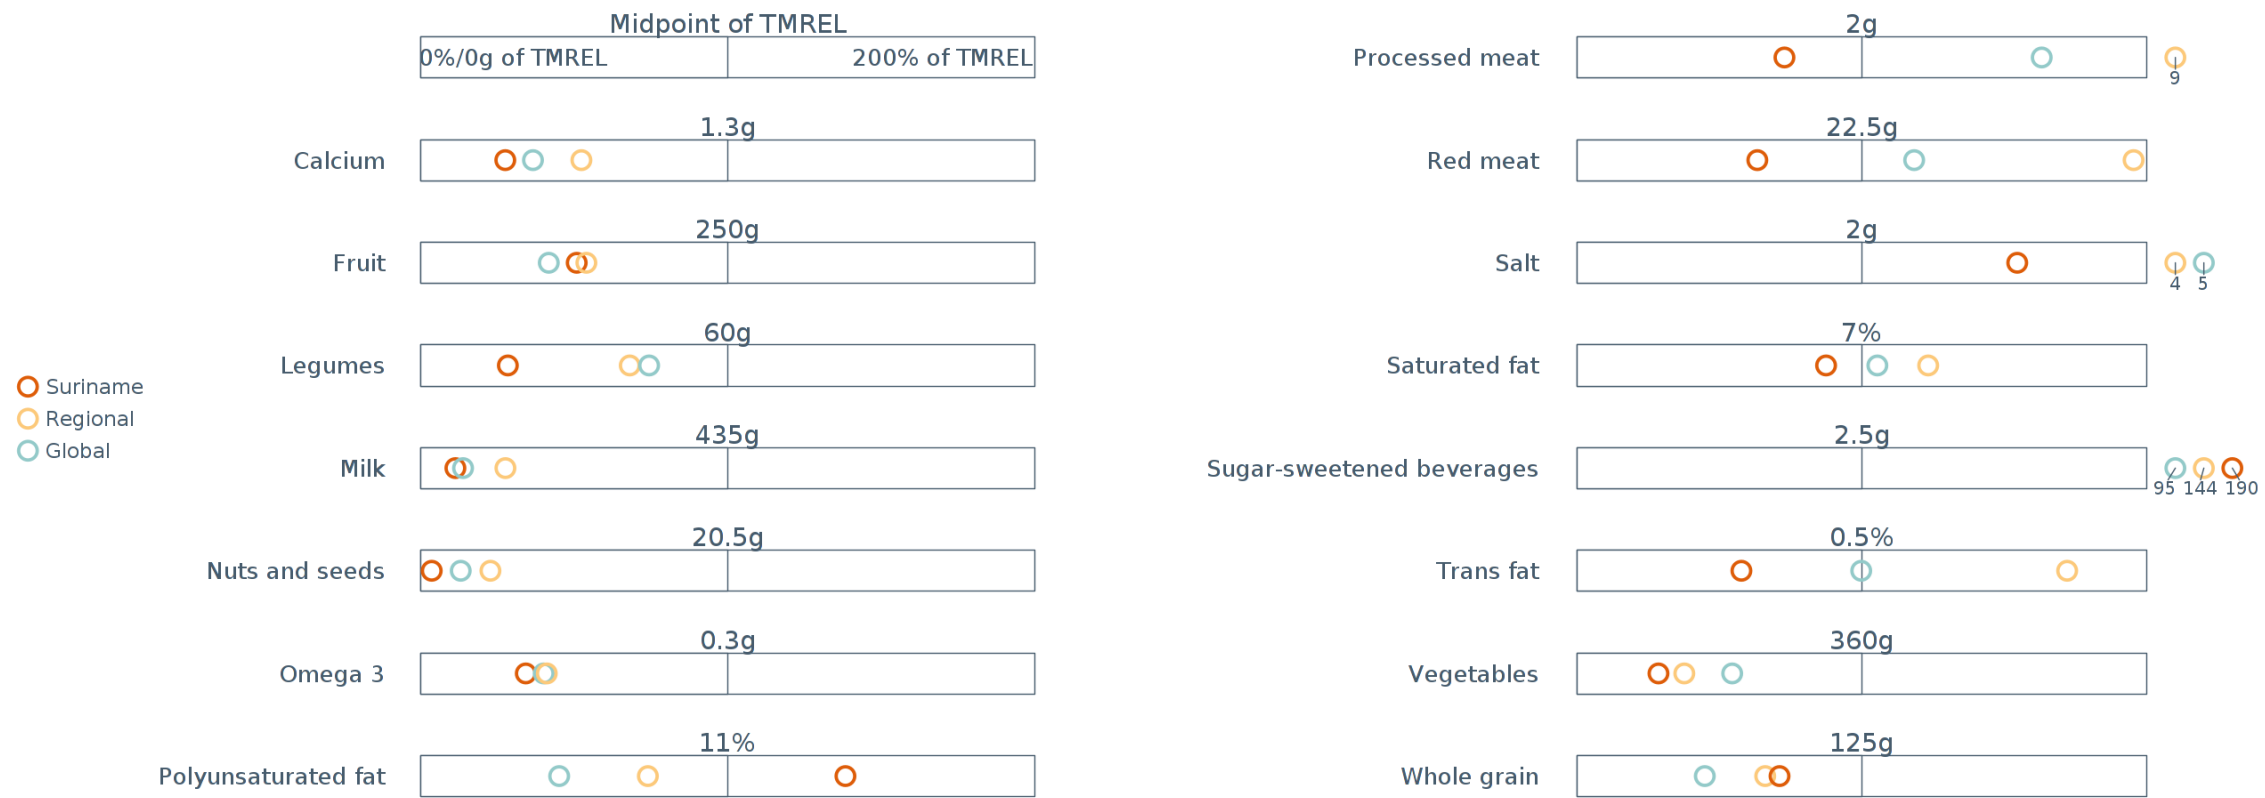 Midpoint of TMREL
0%/0g of TMREL 200% of TMREL
1.3g
Calcium
250g
Fruit
60g
Legumes
435g
Milk
20.5g
Nuts and seeds
0.3g
Omega 3
11%
Polyunsaturated fat
Suriname
Regional
Global
2g
Processed meat
9
22.5g
Red meat
2g
Salt
4 5
7%
Saturated fat
2.5g
Sugar-sweetened beverages
95 144 190
0.5%
Trans fat
360g
Vegetables
125g
Whole grain